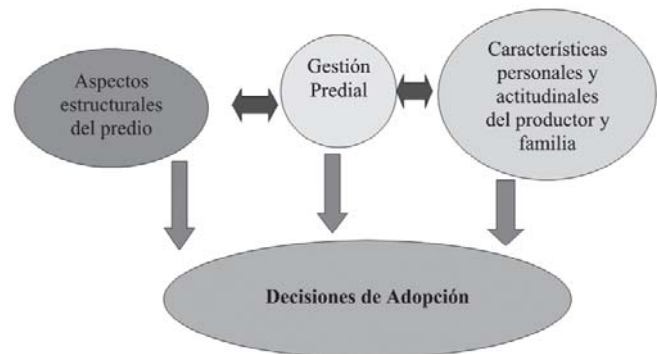 Aspectos
estructurales
del predio
Gestión
Predial
Características
personales y
actitudinales
del productor y
familia
Decisiones de Adopción